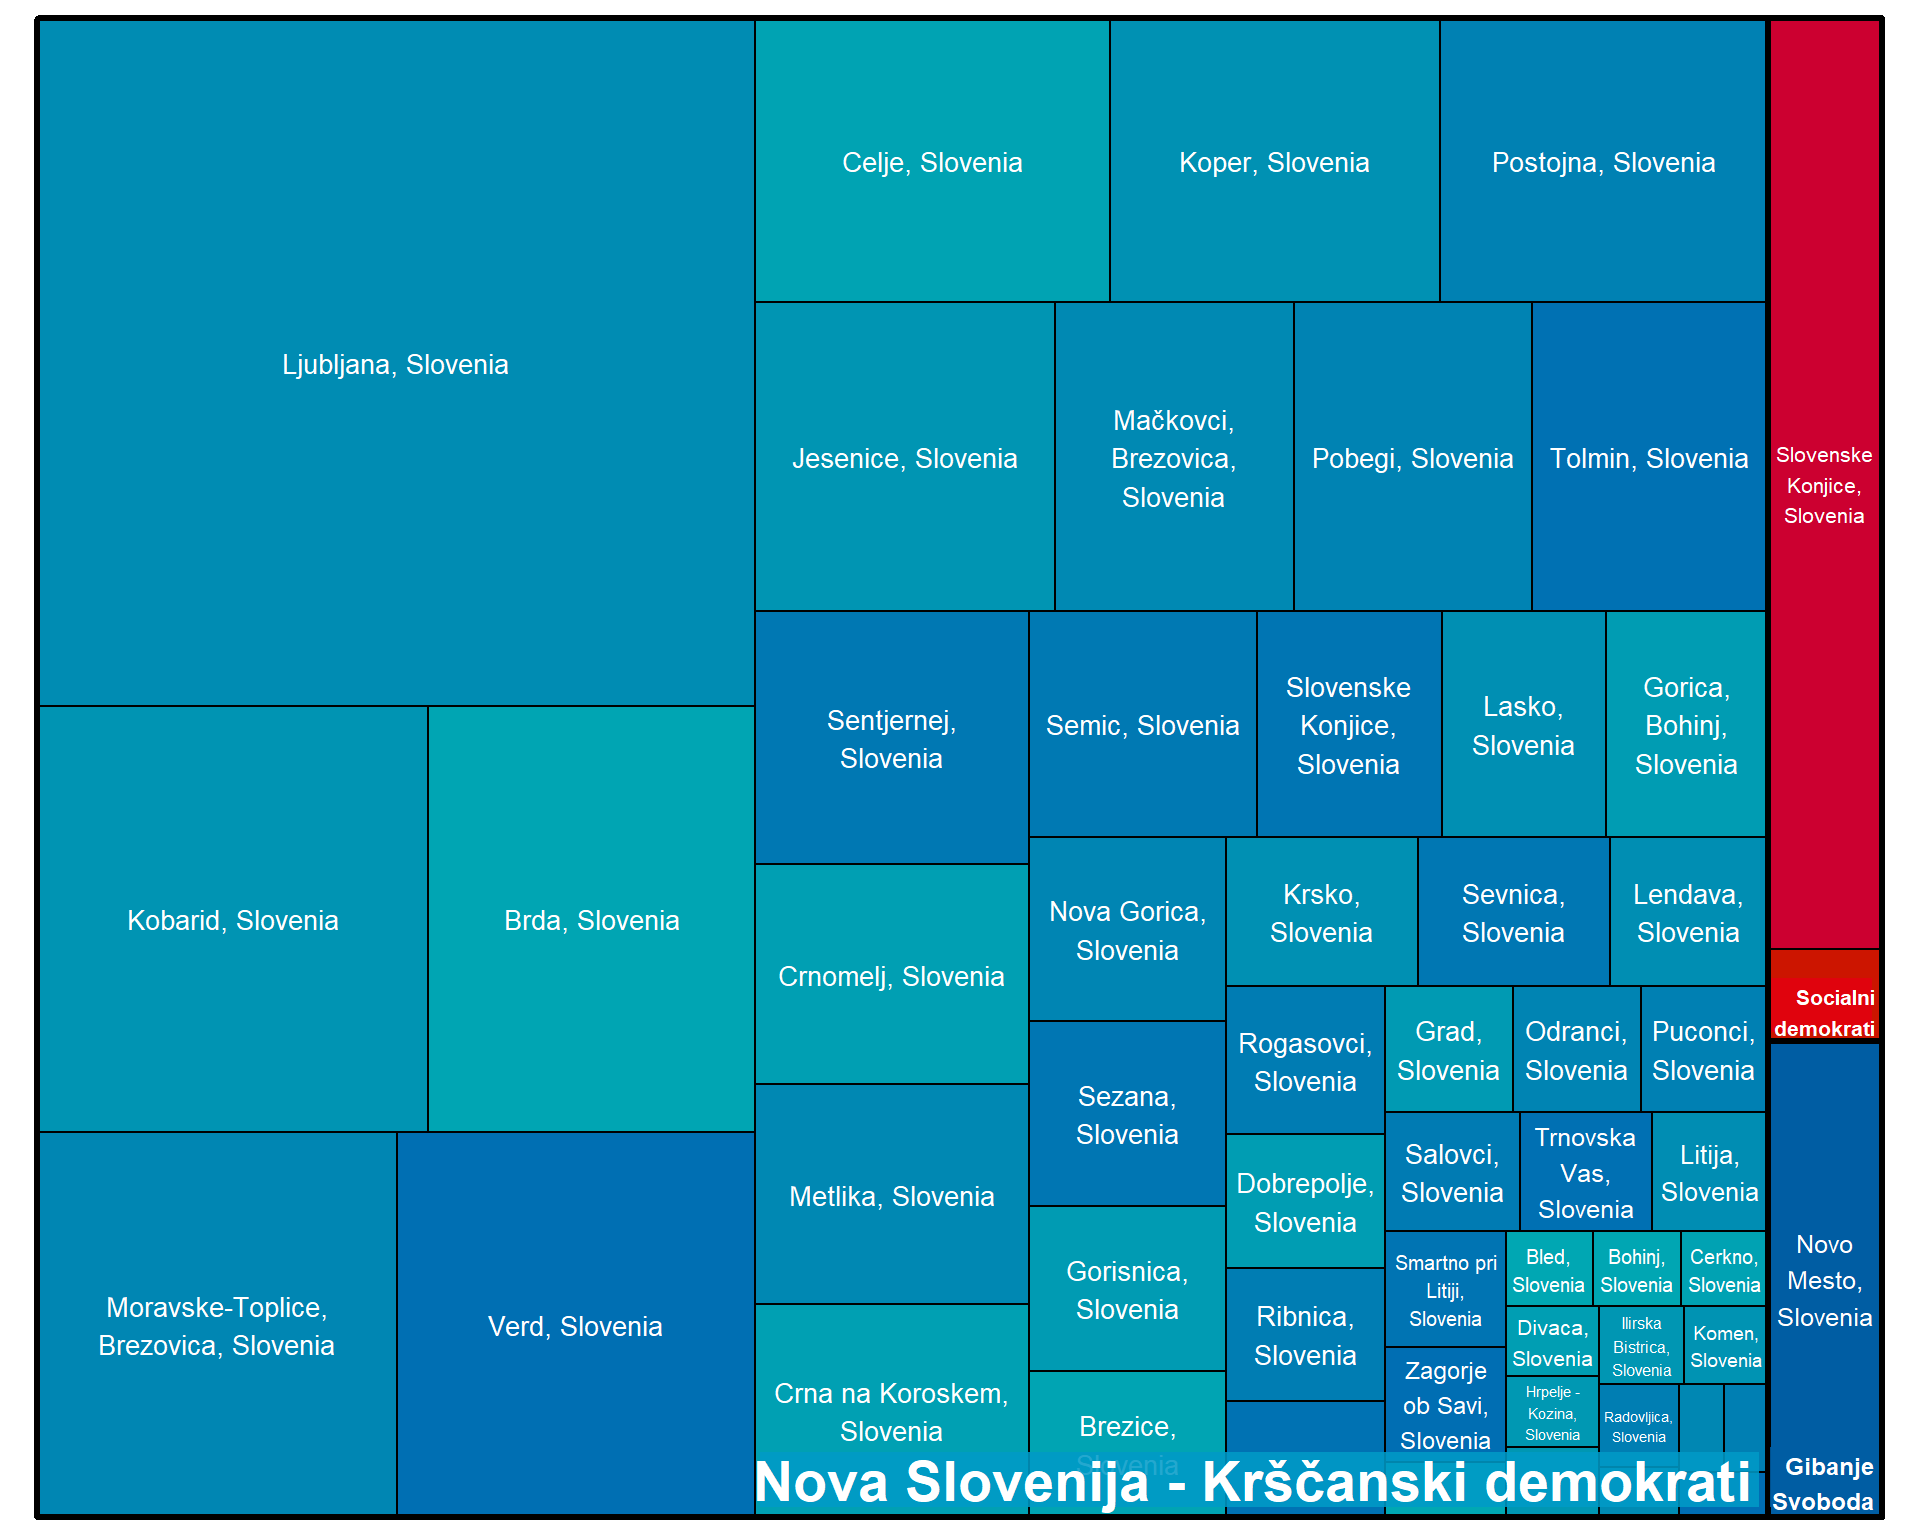 Ljubljana, Slovenia
Kobarid, Slovenia
Brda, Slovenia
Moravske-Toplice,
Brezovica, Slovenia
Verd, Slovenia
Celje, Slovenia
Koper, Slovenia
Postojna, Slovenia
Jesenice, Slovenia
Mačkovci,
Brezovica,
Slovenia
Pobegi, Slovenia
Tolmin, Slovenia
Sentjernej,
Slovenia
Semic, Slovenia
Slovenske
Konjice,
Slovenia
Lasko,
Slovenia
Gorica,
Bohinj,
Slovenia
Crnomelj, Slovenia
Metlika, Slovenia
Crna na Koroskem,
Slovenia
Nova Gorica,
Slovenia
Sezana,
Slovenia
Gorisnica,
Slovenia
Brezice,
Slovenia
Krsko,
Slovenia
Sevnica,
Slovenia
Lendava,
Slovenia
Rogasovci,
Slovenia
Dobrepolje,
Slovenia
Ribnica,
Slovenia
Grad,
Slovenia
Odranci,
Slovenia
Puconci,
Slovenia
Salovci,
Slovenia
Trnovska
Vas,
Slovenia
Litija,
Slovenia
Smartno pri
Litiji,
Slovenia
Zagorje
ob Savi,
Slovenia
Bled,
Slovenia
Bohinj,
Slovenia
Cerkno,
Slovenia
Divaca,
Slovenia
Ilirska
Bistrica,
Slovenia
Komen,
Slovenia
Hrpelje -
Kozina,
Slovenia
Radovljica,
Slovenia
Nova Slovenija - Krščanski demokrati
Slovenske
Konjice,
Slovenia
Socialni
demokrati
Novo
Mesto,
Slovenia
Gibanje
Svoboda